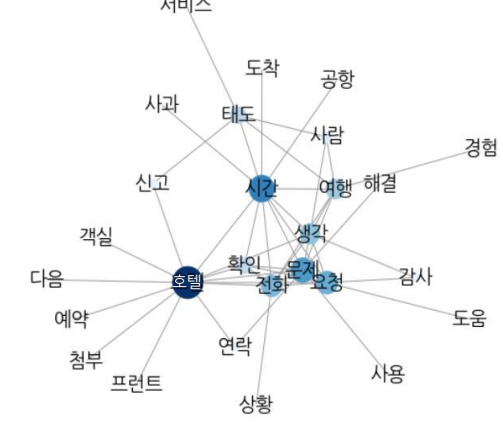 서비스
도착
공항
사과
태도
사람
경험
신고
시간
여행
해결
객실
생각
확인
문제
다음
호텔
전화
요청
감사
예약
도움
연락
첨부
프런트
사용
상황